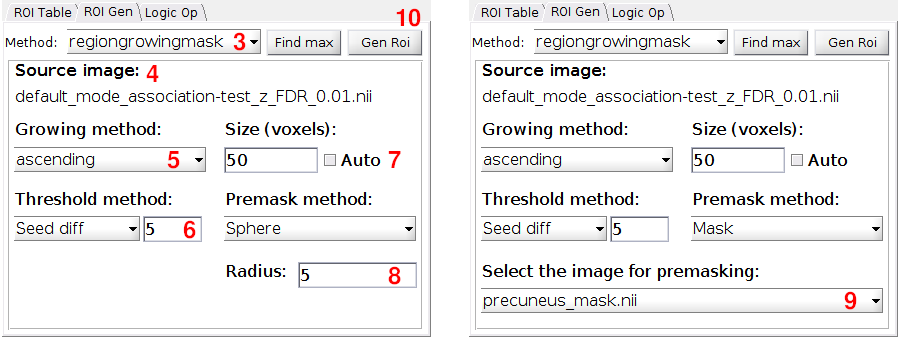 ROI Table ROI Gen Logic Op 10
Method: regiongrowingmask 3 Find max Gen Roi
Source image: 4
default_mode_association-test_z_FDR_0.01.nii
Growing method: Size (voxels):
ascending 5 50 Auto 7
Threshold method: Premask method:
Seed diff 5 6 Sphere
Radius: 5 8
ROI Table ROI Gen Logic Op
Method: regiongrowingmask Find max Gen Roi
Source image:
default_mode_association-test_z_FDR_0.01.nii
Growing method: Size (voxels):
ascending 50 Auto
Threshold method: Premask method:
Seed diff 5 Mask
Select the image for premasking:
precuneus_mask.nii 9